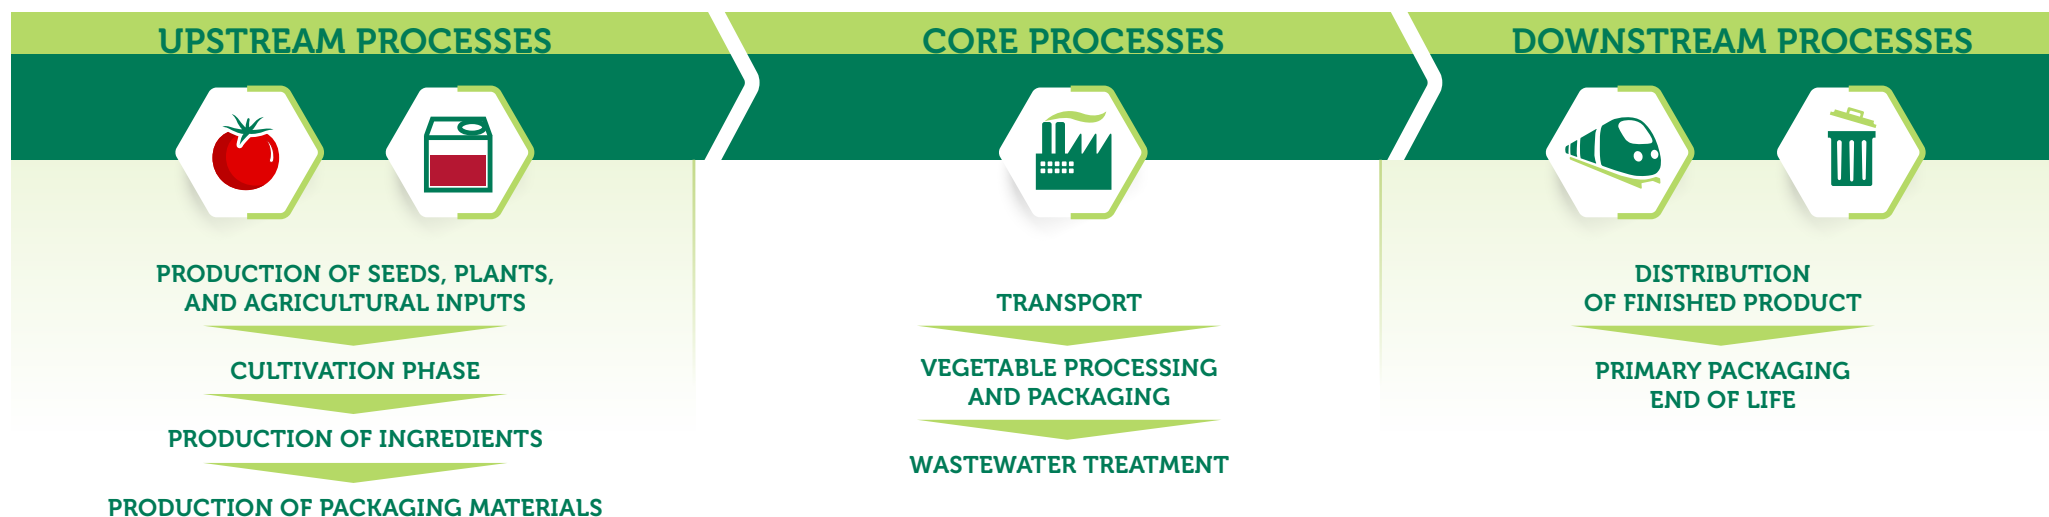 UPSTREAM PROCESSES
PRODUCTION OF SEEDS, PLANTS,
AND AGRICULTURAL INPUTS
CULTIVATION PHASE
PRODUCTION OF INGREDIENTS
PRODUCTION OF PACKAGING MATERIALS
CORE PROCESSES
TRANSPORT
VEGETABLE PROCESSING
AND PACKAGING
WASTEWATER TREATMENT
DOWNSTREAM PROCESSES
DISTRIBUTION
OF FINISHED PRODUCT
PRIMARY PACKAGING
END OF LIFE